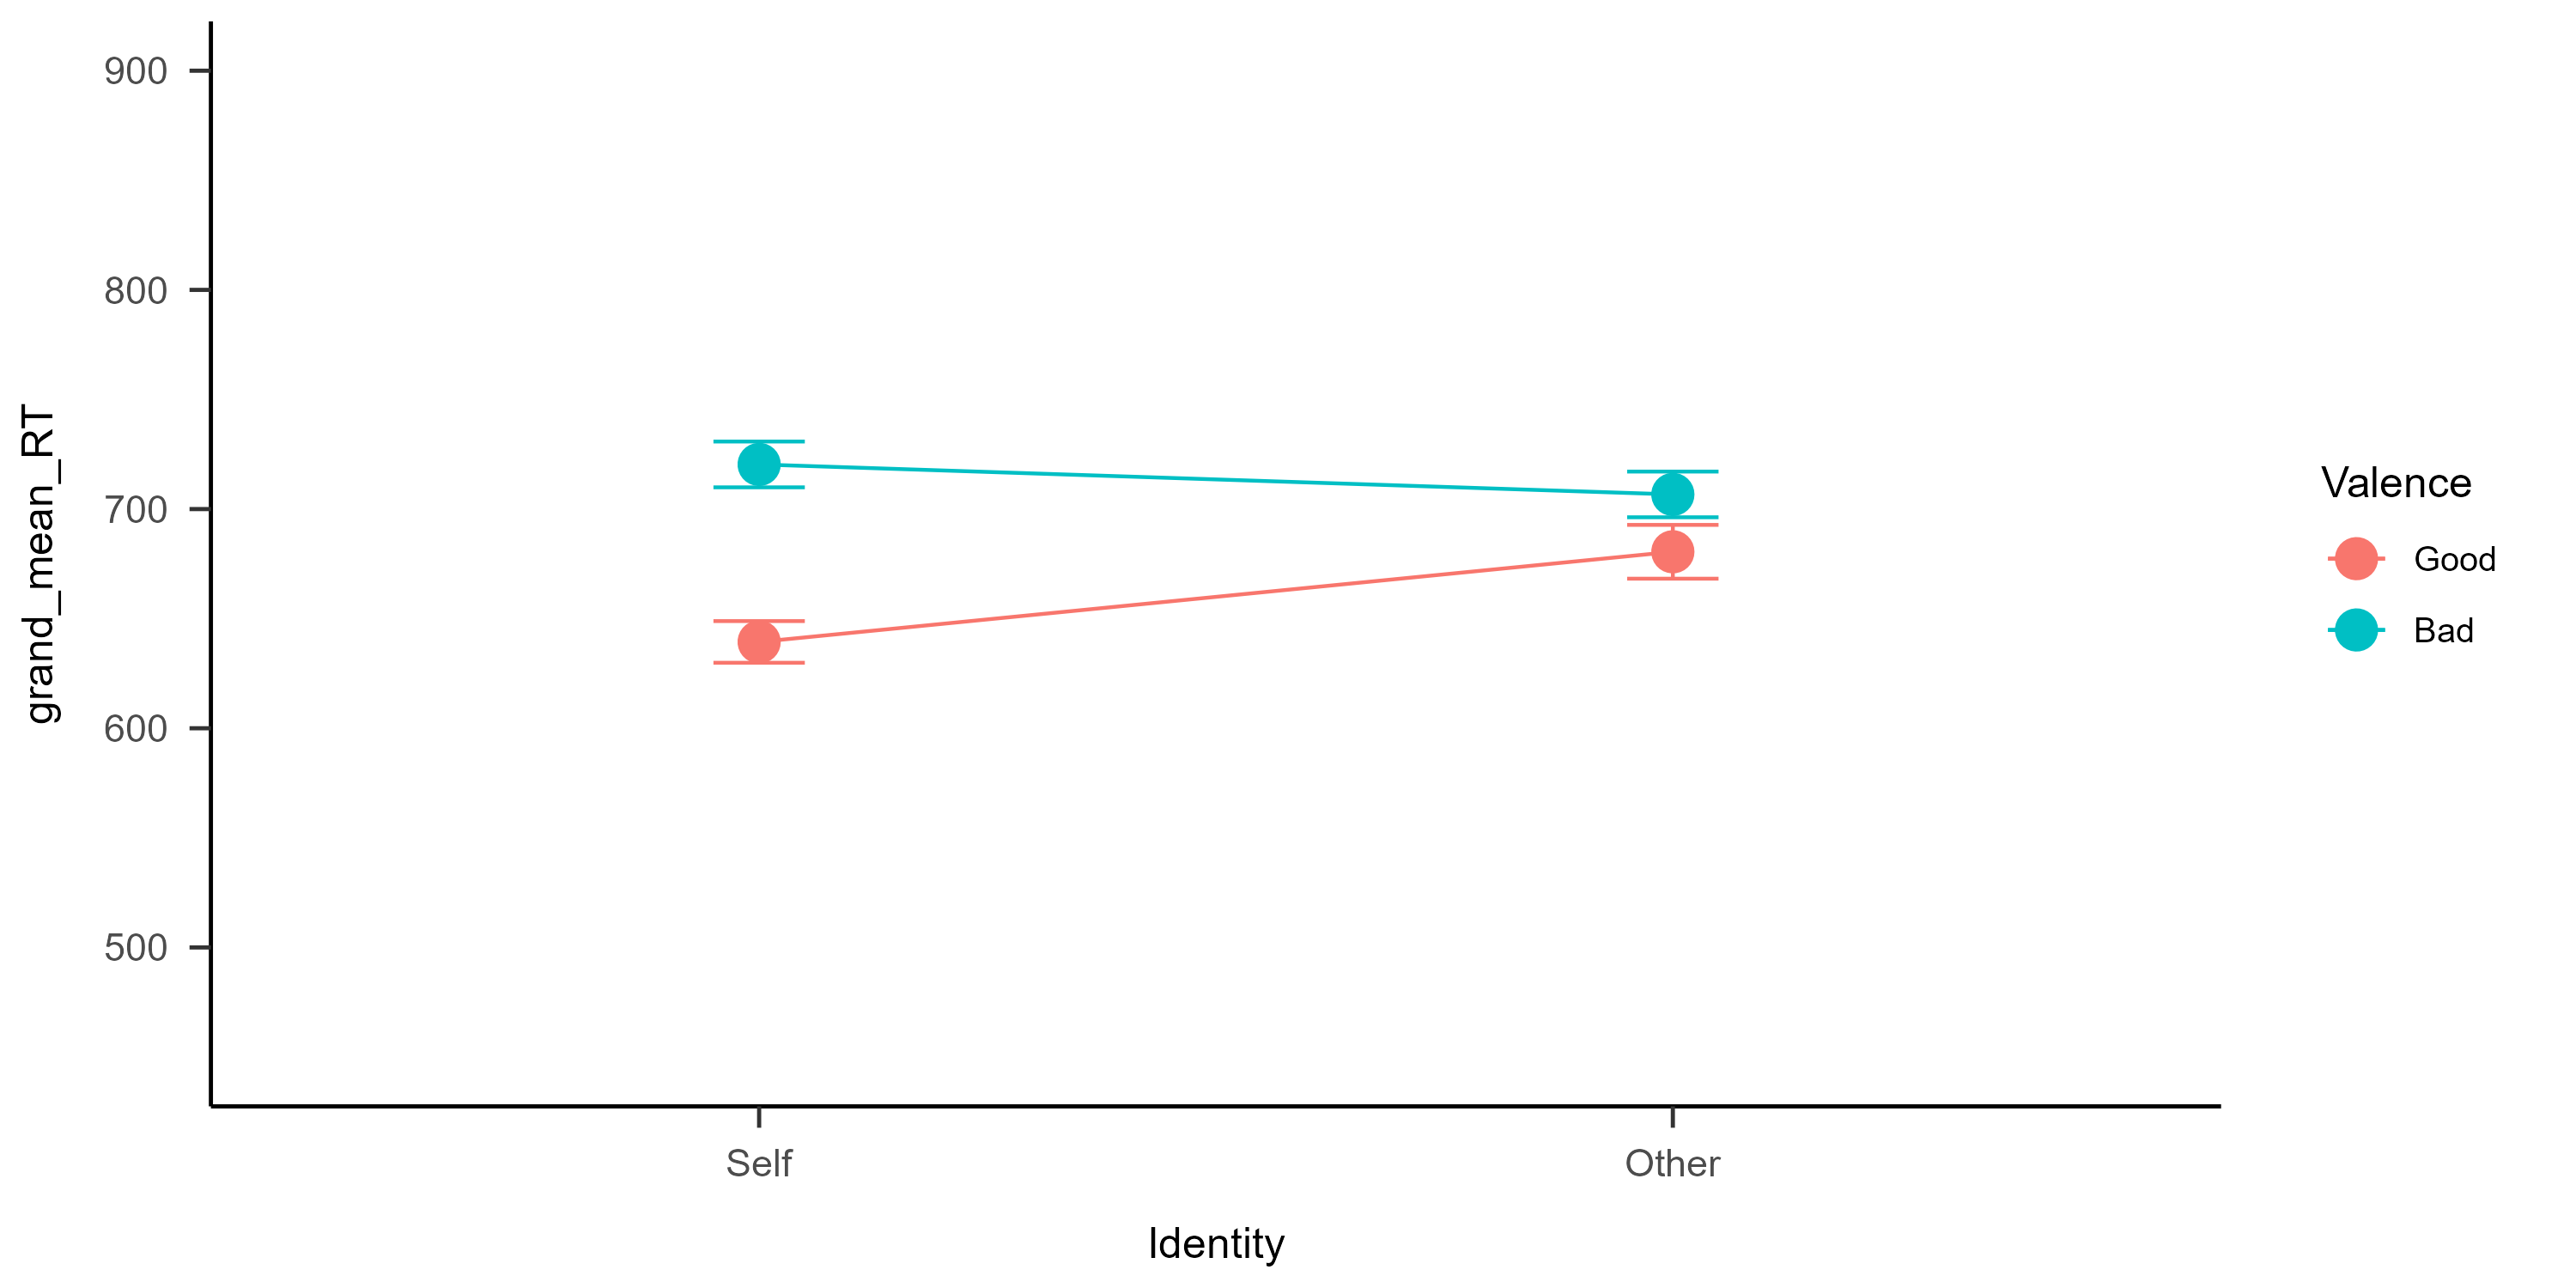 grand_mean_RT
900
800
700
600
500
Self
Other
Identity
Valence
Good
Bad